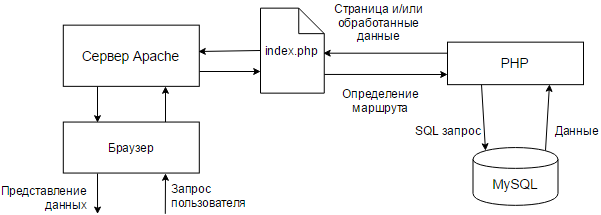 Страница и/или
обработанные
данные
Сервер Apache
index.php
PHP
Определение
маршрута
SQL запрос
Данные
Браузер
MySQL
Представление
данных
Запрос
пользователя